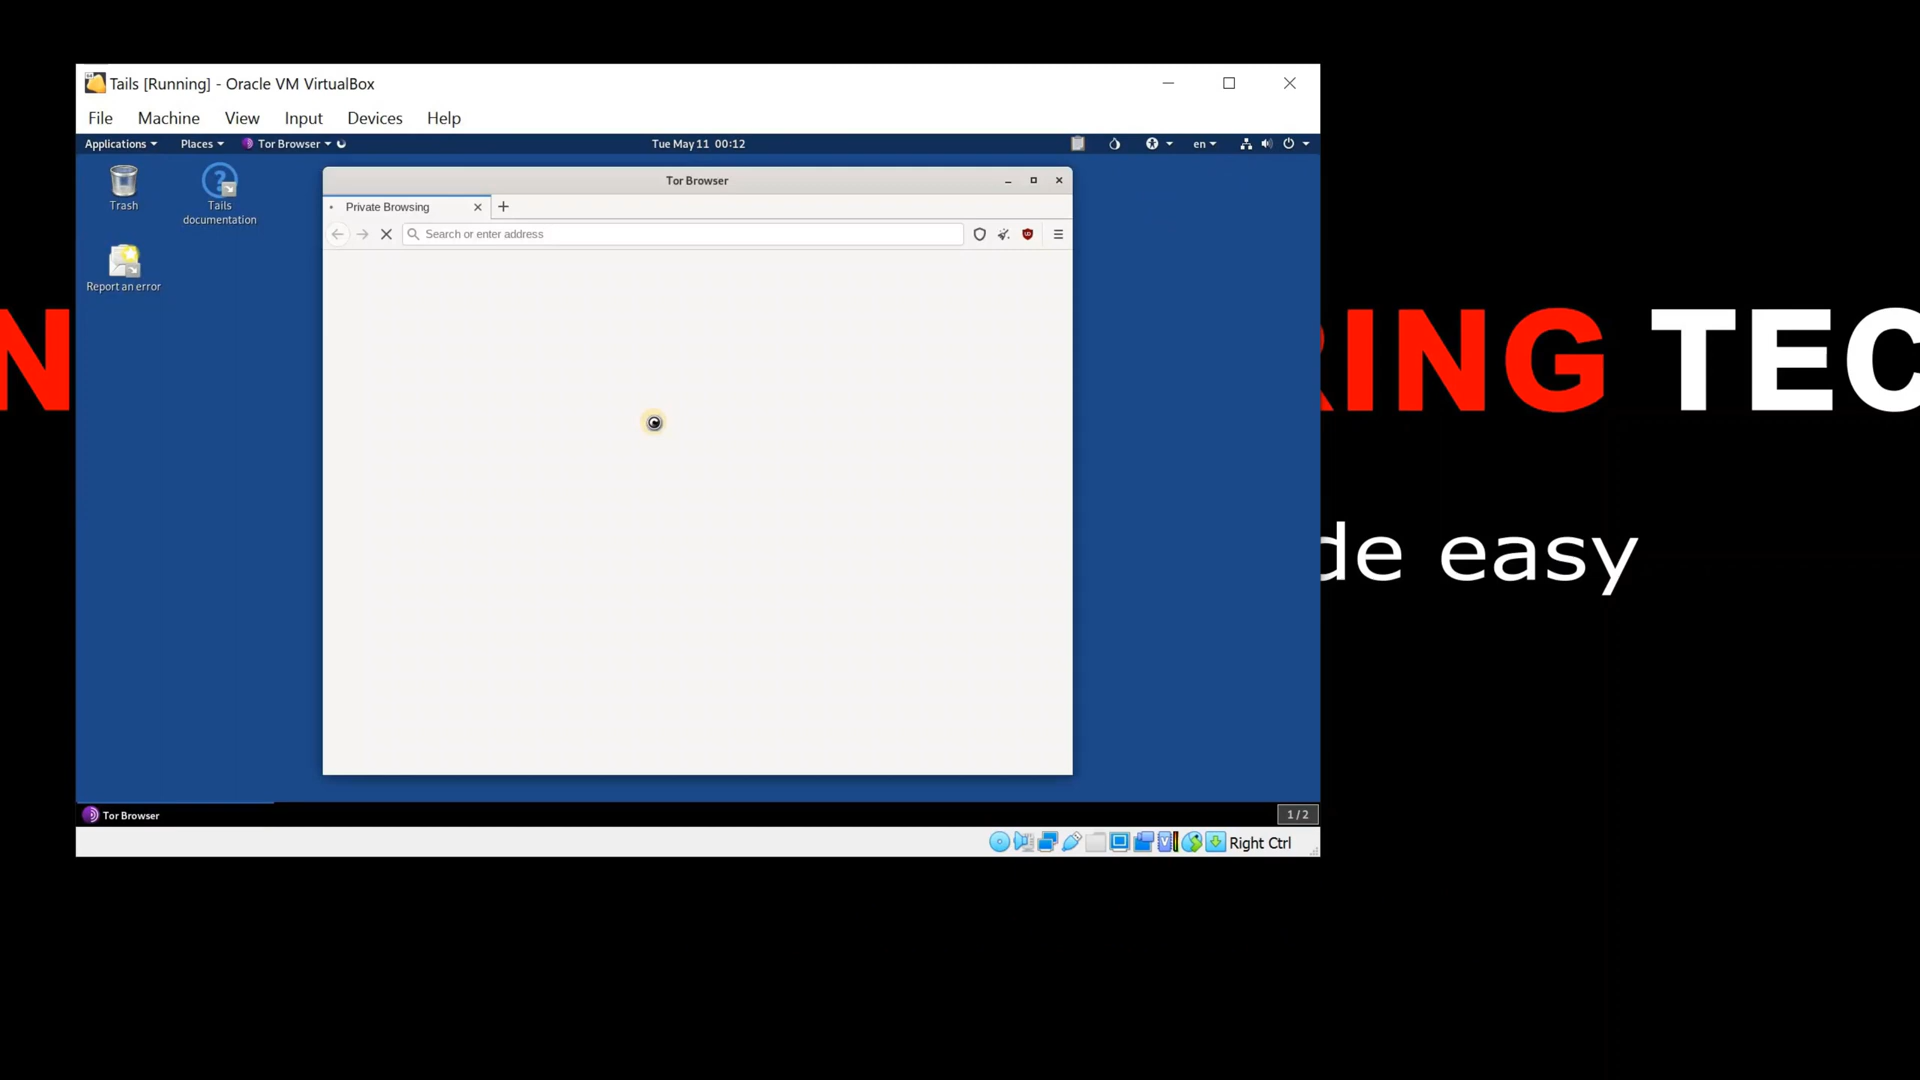 Tails [Running] - Oracle VM VirtualBox
File Machine View Input Devices Help
Applications Places Tor Browser Tue May 11 00:12 en
Trash
Tails documentation
Report an error
Tor Browser
Private Browsing
Search or enter address
N RING TEC
de easy
Tor Browser
1 / 2
Right Ctrl